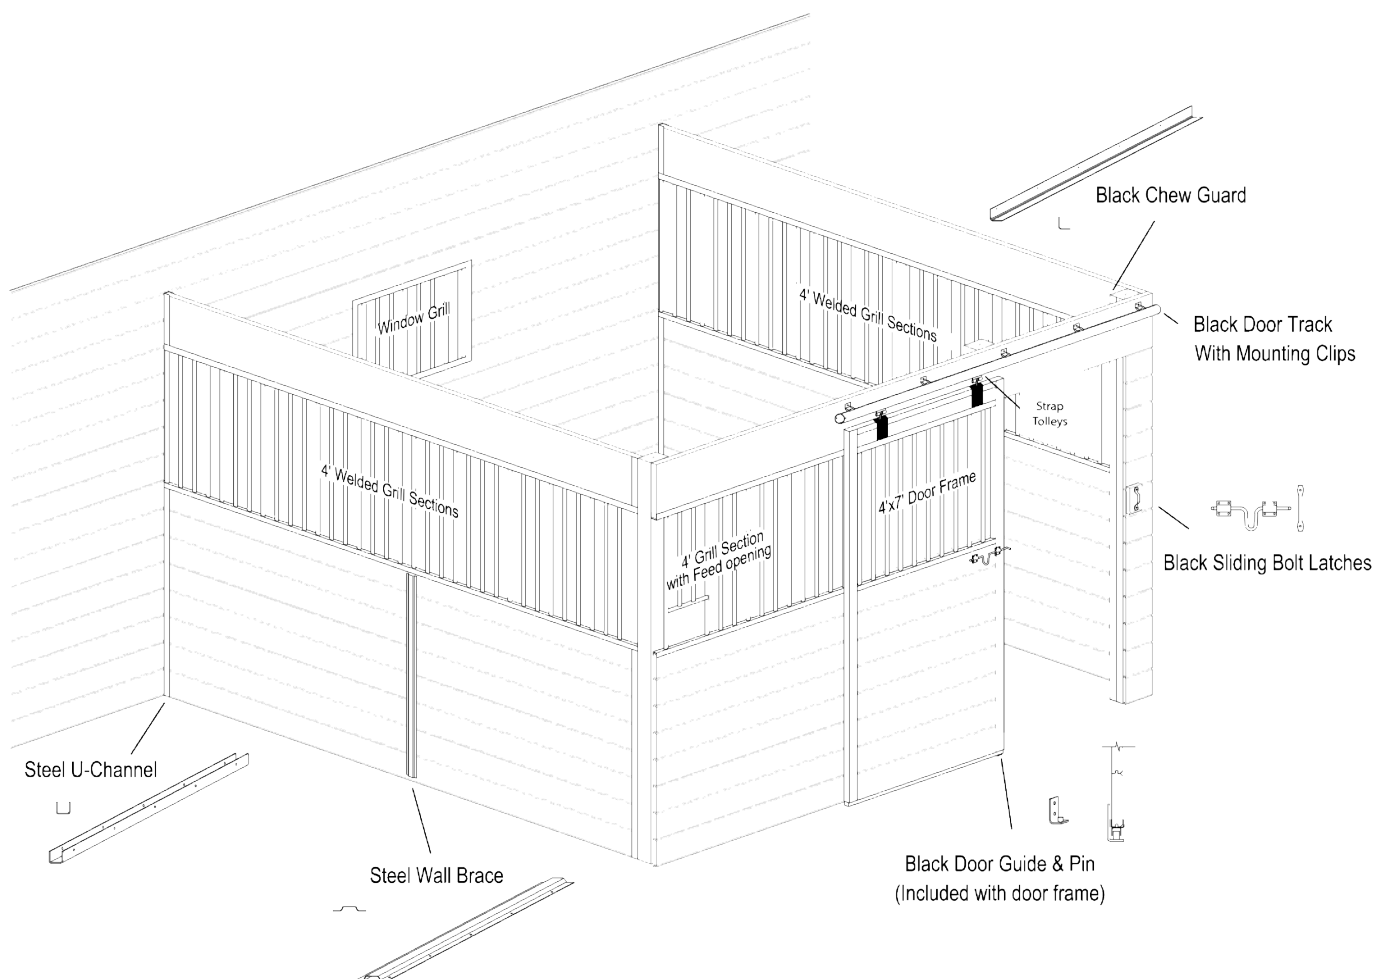 Black Chew Guard
Window Grill
4' Welded Grill Sections
Black Door Track
With Mounting Clips
Strap
Tolleys
4' Welded Grill Sections
4'x7' Door Frame
4' Grill Section
with Feed opening
Black Sliding Bolt Latches
Steel U-Channel
Steel Wall Brace
Black Door Guide & Pin
(Included with door frame)